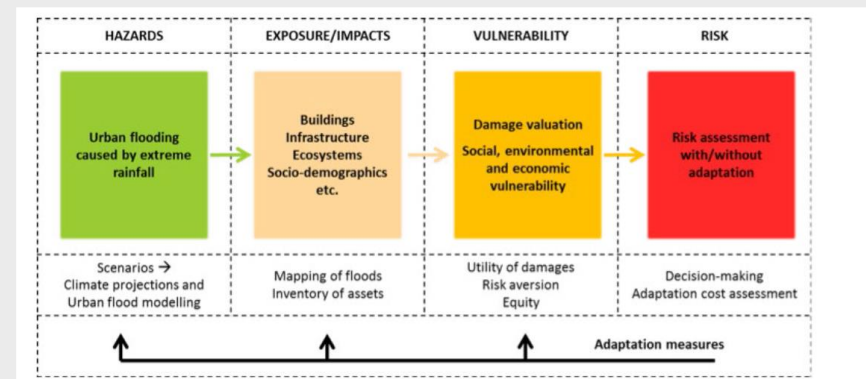 HAZARDS
EXPOSURE/IMPACTS
VULNERABILITY
RISK
Urban flooding
caused by extreme
rainfall
Buildings
Infrastructure
Ecosystems
Socio-demographics
etc.
Damage valuation
Social, environmental
and economic
vulnerability
Risk assessment
with/without
adaptation
Scenarios →
Climate projections and
Urban flood modelling
Mapping of floods
Inventory of assets
Utility of damages
Risk aversion
Equity
Decision-making
Adaptation cost assessment
Adaptation measures